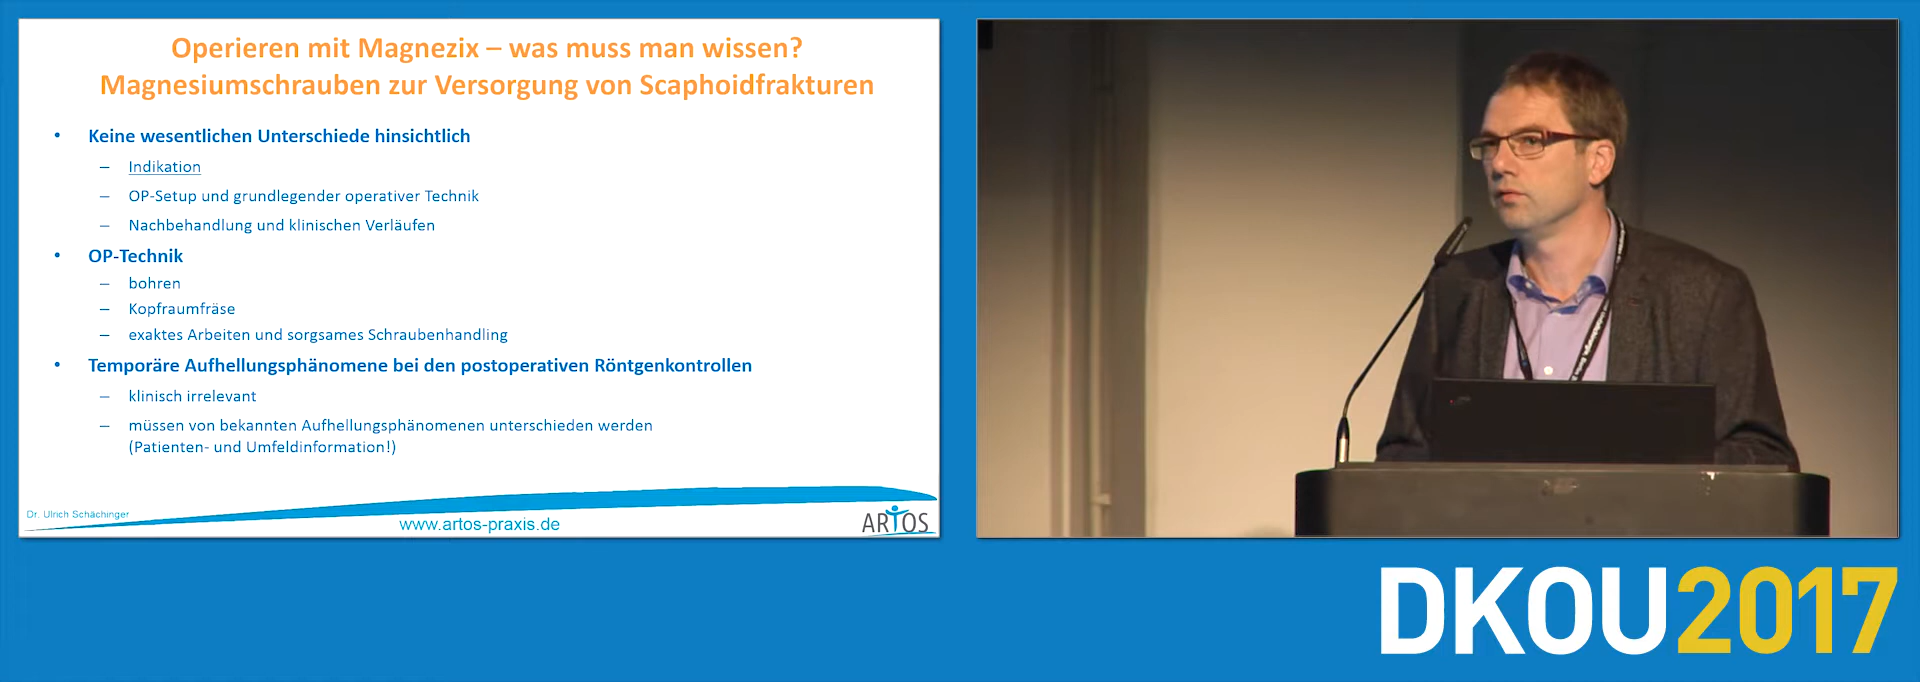 Operieren mit Magnezix – was muss man wissen?
Magnesiumschrauben zur Versorgung von Scaphoidfrakturen
• Keine wesentlichen Unterschiede hinsichtlich
– Indikation
– OP-Setup und grundlegender operativer Technik
– Nachbehandlung und klinischen Verläufen
• OP-Technik
– bohren
– Kopfraumfräse
– exaktes Arbeiten und sorgsames Schraubenhandling
• Temporäre Aufhellungsphänomene bei den postoperativen Röntgenkontrollen
– klinisch irrelevant
– müssen von bekannten Aufhellungsphänomenen unterschieden werden
(Patienten- und Umfeldinformation!)
Dr. Ulrich Schächinger
www.artos-praxis.de
ARTOS
DKOU2017